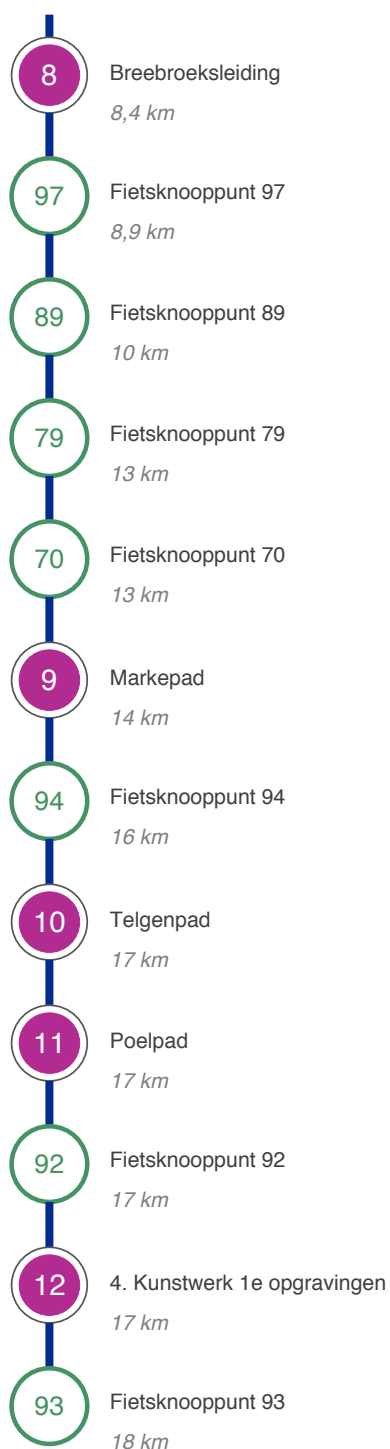 8
Breebroeksleiding
8,4 km
97
Fietsknooppunt 97
8,9 km
89
Fietsknooppunt 89
10 km
79
Fietsknooppunt 79
13 km
70
Fietsknooppunt 70
13 km
9
Markepad
14 km
94
Fietsknooppunt 94
16 km
10
Telgenpad
17 km
11
Poelpad
17 km
92
Fietsknooppunt 92
17 km
12
4. Kunstwerk 1e opgravingen
17 km
93
Fietsknooppunt 93
18 km